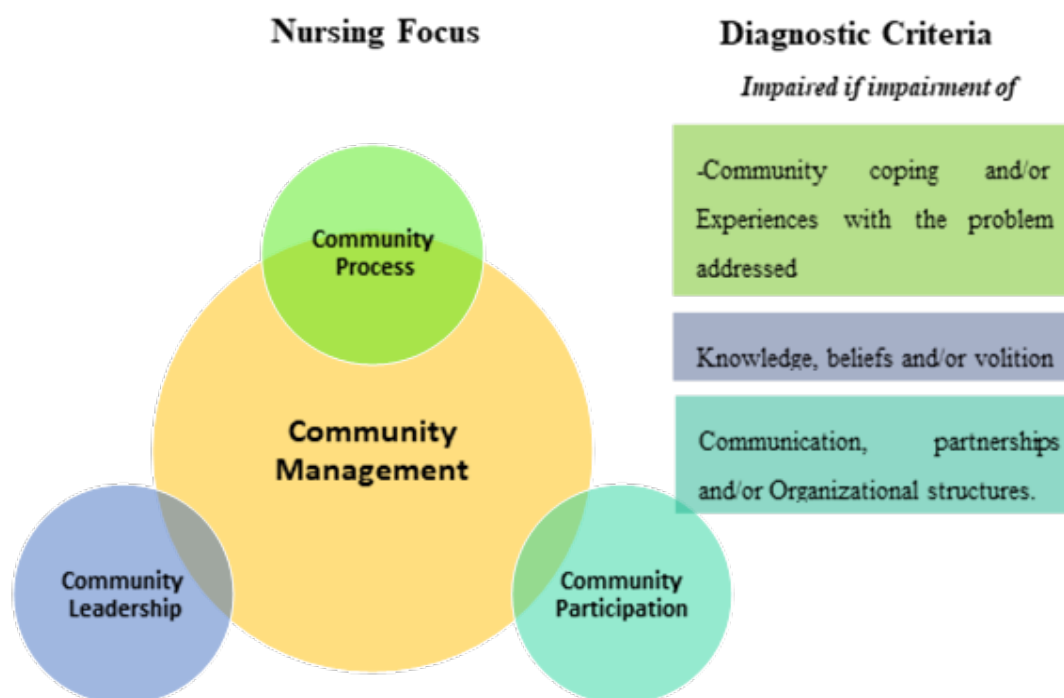 Nursing Focus
Diagnostic Criteria
Impaired if impairment of
Community
Process
Community
Management
Community
Leadership
Community
Participation
-Community coping and/or
Experiences with the problem
addressed
Knowledge, beliefs and/or volition
Communication, partnerships
and/or Organizational structures.